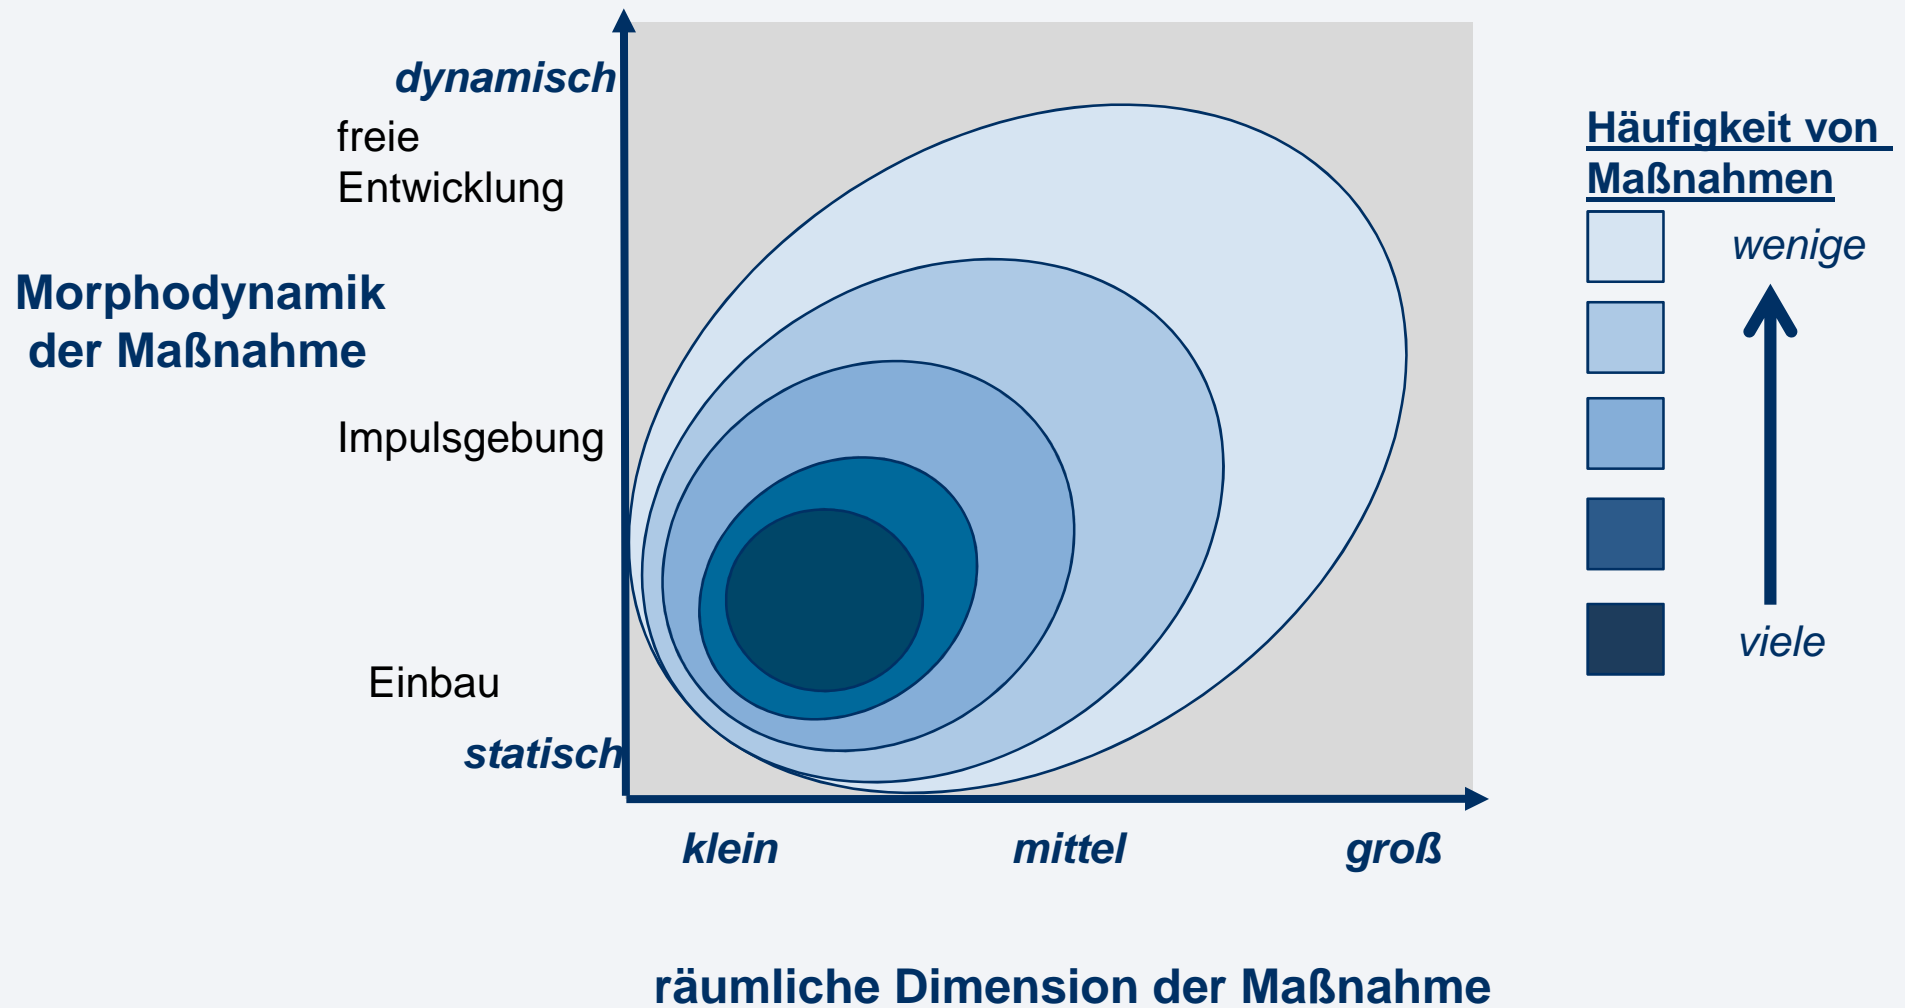 dynamisch
freie
Entwicklung
Morphodynamik
der Maßnahme
Impulsgebung
Einbau
statisch
klein mittel groß
räumliche Dimension der Maßnahme
Häufigkeit von
Maßnahmen
wenige
viele